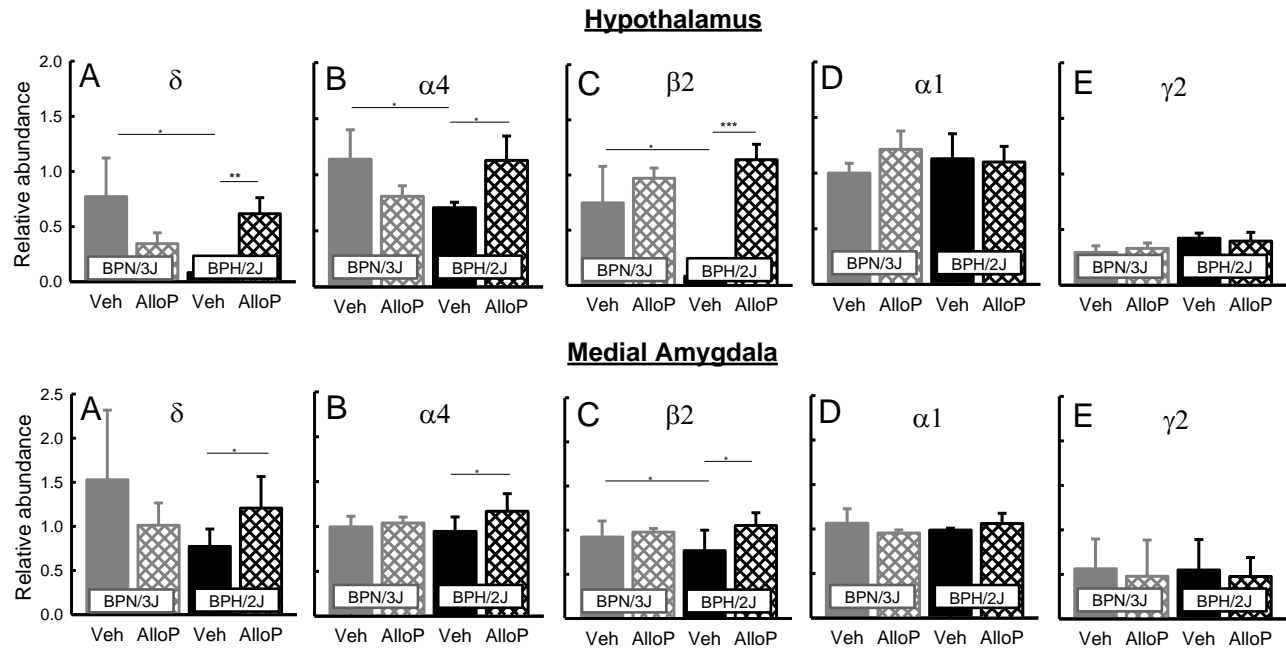 Hypothalamus
A δ
B α4
C β2
D α1
E γ2
Relative abundance
2.0
1.5
1.0
0.5
0.0
* **
* *
* ***
BPN/3J BPH/2J
BPN/3J BPH/2J
BPN/3J BPH/2J
BPN/3J BPH/2J
BPN/3J BPH/2J
Veh AlloP Veh AlloP
Veh AlloP Veh AlloP
Veh AlloP Veh AlloP
Veh AlloP Veh AlloP
Veh AlloP Veh AlloP
Medial Amygdala
A δ
B α4
C β2
D α1
E γ2
Relative abundance
2.5
2.0
1.5
1.0
0.5
0.0
*
*
* *
BPN/3J BPH/2J
BPN/3J BPH/2J
BPN/3J BPH/2J
BPN/3J BPH/2J
BPN/3J BPH/2J
Veh AlloP Veh AlloP
Veh AlloP Veh AlloP
Veh AlloP Veh AlloP
Veh AlloP Veh AlloP
Veh AlloP Veh AlloP